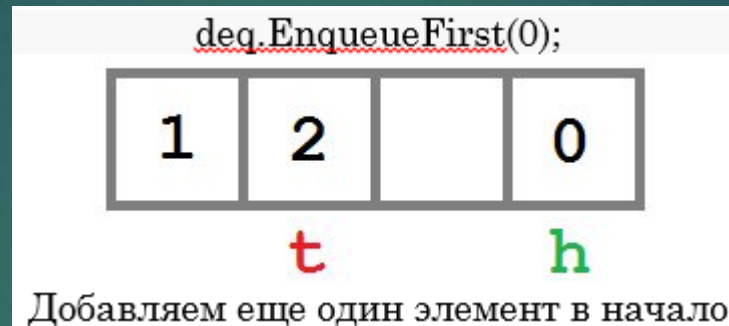 deq.EnqueueFirst(0);
1 2 0
t h
Добавляем еще один элемент в начало